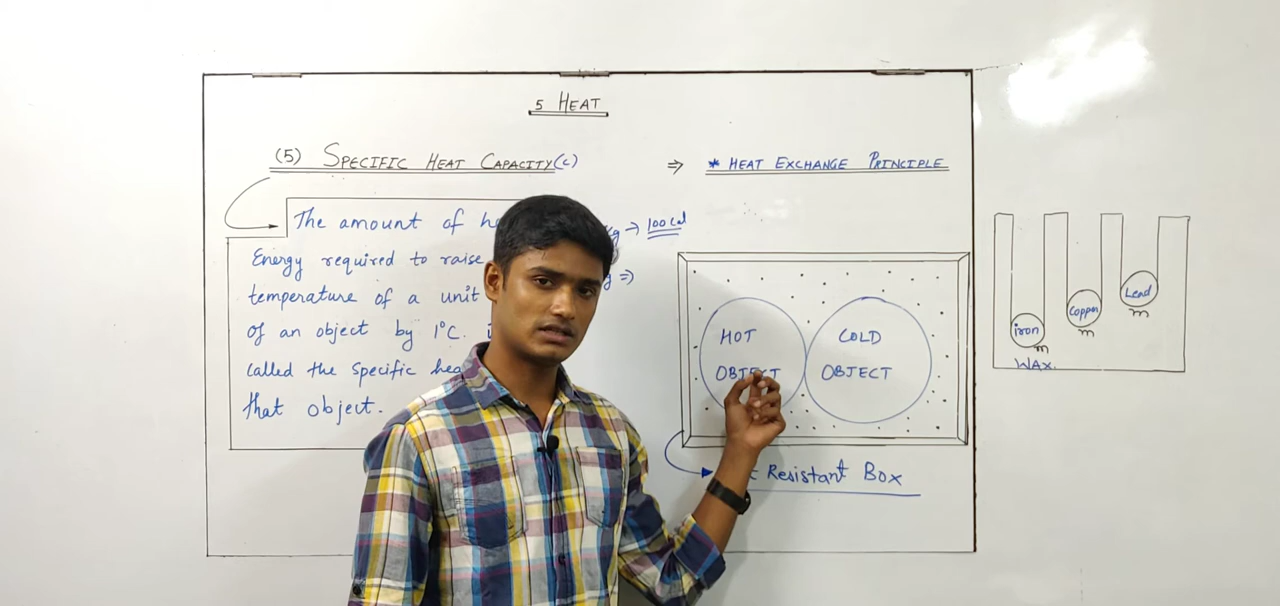 5 HEAT
(5) SPECIFIC HEAT CAPACITY(c)
The amount of
Energy required to raise
temperature of a unit
of an object by 1°C.
called the specific
that object.
→ 100 Cal
⇒
⇒ * HEAT EXCHANGE PRINCIPLE
HOT
OBJECT
COLD
OBJECT
Resistant Box
iron
m
Copper
m
Lead
m
WAX.